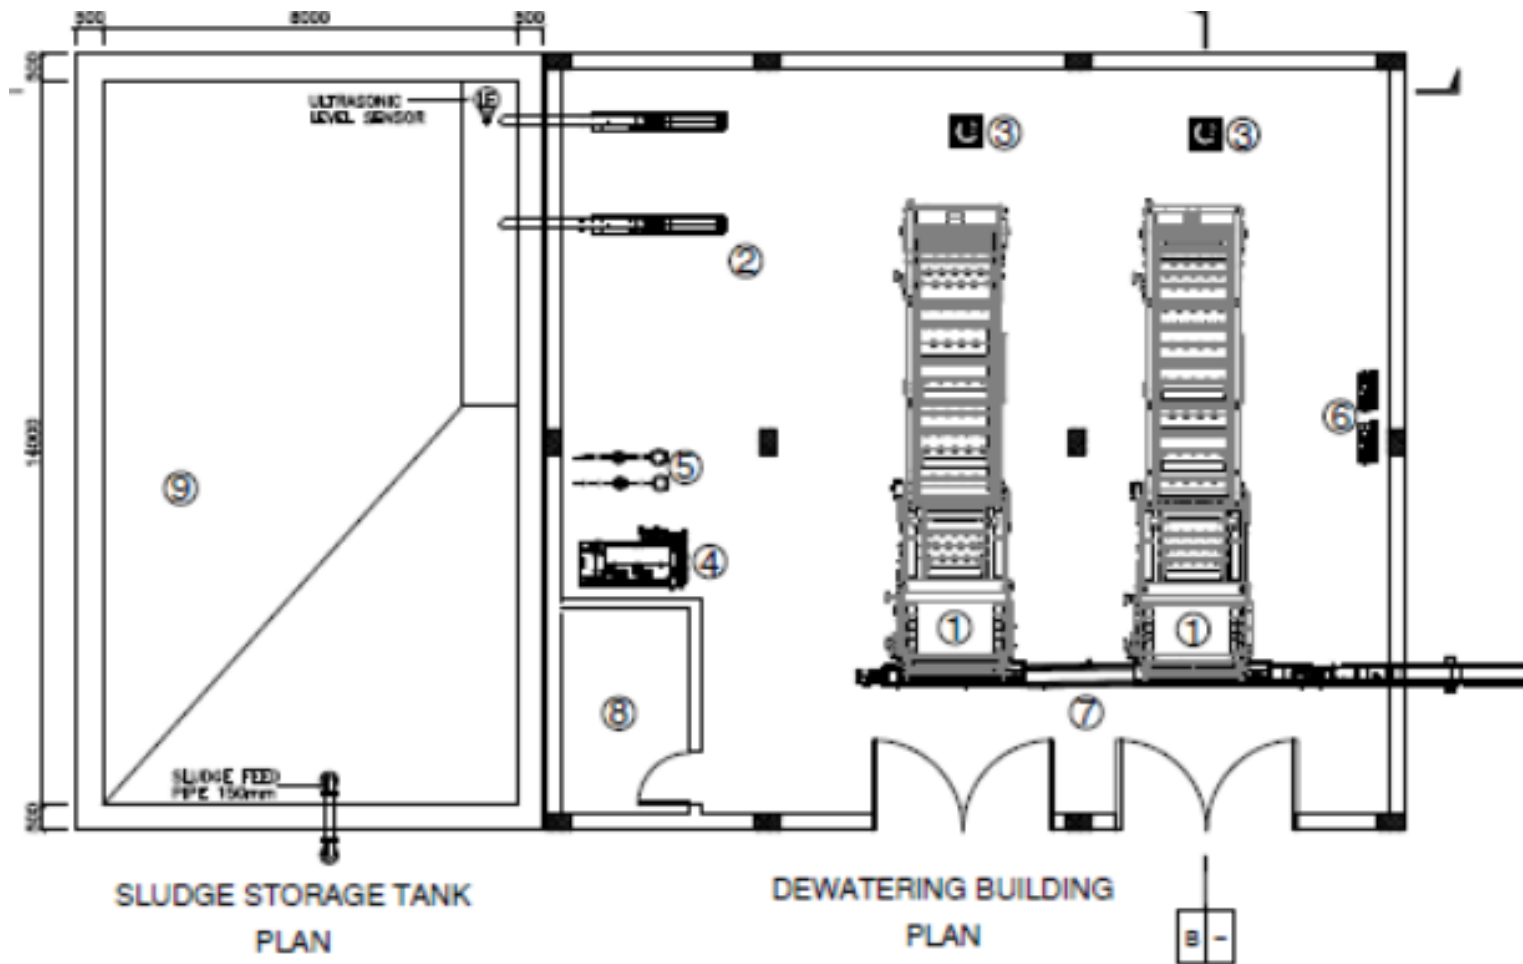 500 8000 500
500
ULTRASONIC
LEVEL SENSOR
3 3
2
14000
6
5
9
4
1 1
8
7
SLUDGE FEED
PIPE 150mm
500
SLUDGE STORAGE TANK
PLAN
DEWATERING BUILDING
PLAN
B -